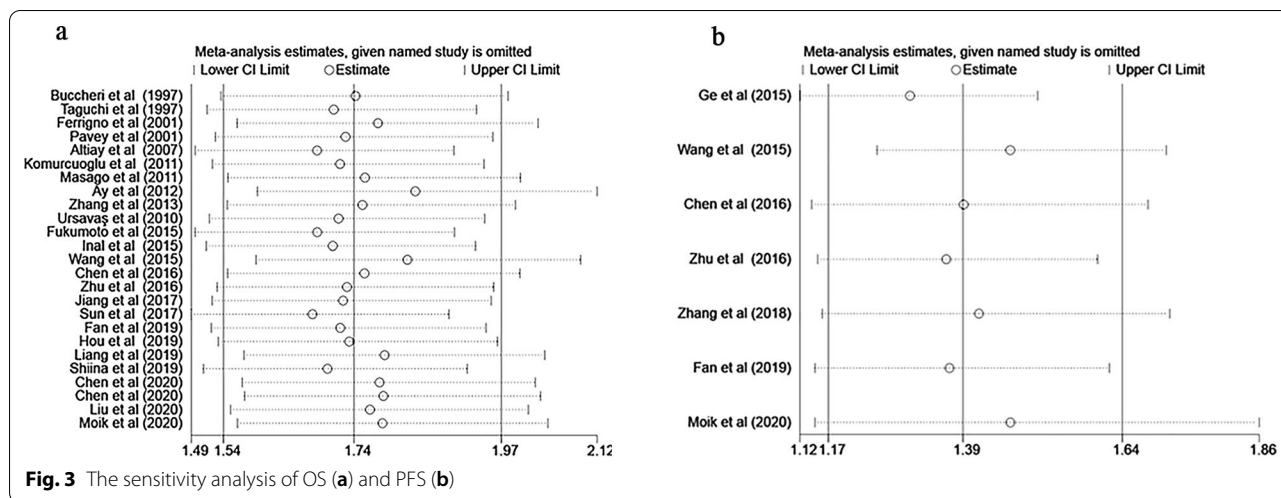 a
Meta-analysis estimates, given named study is omitted
Lower CI Limit Estimate Upper CI Limit
Buccheri et al (1997)
Taguchi et al (1997)
Ferrigno et al (2001)
Pavey et al (2001)
Altiay et al (2007)
Komurcuoglu et al (2011)
Masago et al (2011)
Ay et al (2012)
Zhang et al (2013)
Ursavaş et al (2010)
Fukumoto et al (2015)
Inal et al (2015)
Wang et al (2015)
Chen et al (2016)
Zhu et al (2016)
Jiang et al (2017)
Sun et al (2017)
Fan et al (2019)
Hou et al (2019)
Liang et al (2019)
Shiina et al (2019)
Chen et al (2020)
Chen et al (2020)
Liu et al (2020)
Moik et al (2020)
1.49 1.54 1.74 1.97 2.12
b
Meta-analysis estimates, given named study is omitted
Lower CI Limit Estimate Upper CI Limit
Ge et al (2015)
Wang et al (2015)
Chen et al (2016)
Zhu et al (2016)
Zhang et al (2018)
Fan et al (2019)
Moik et al (2020)
1.12 1.17 1.39 1.64 1.86
Fig. 3 The sensitivity analysis of OS (a) and PFS (b)